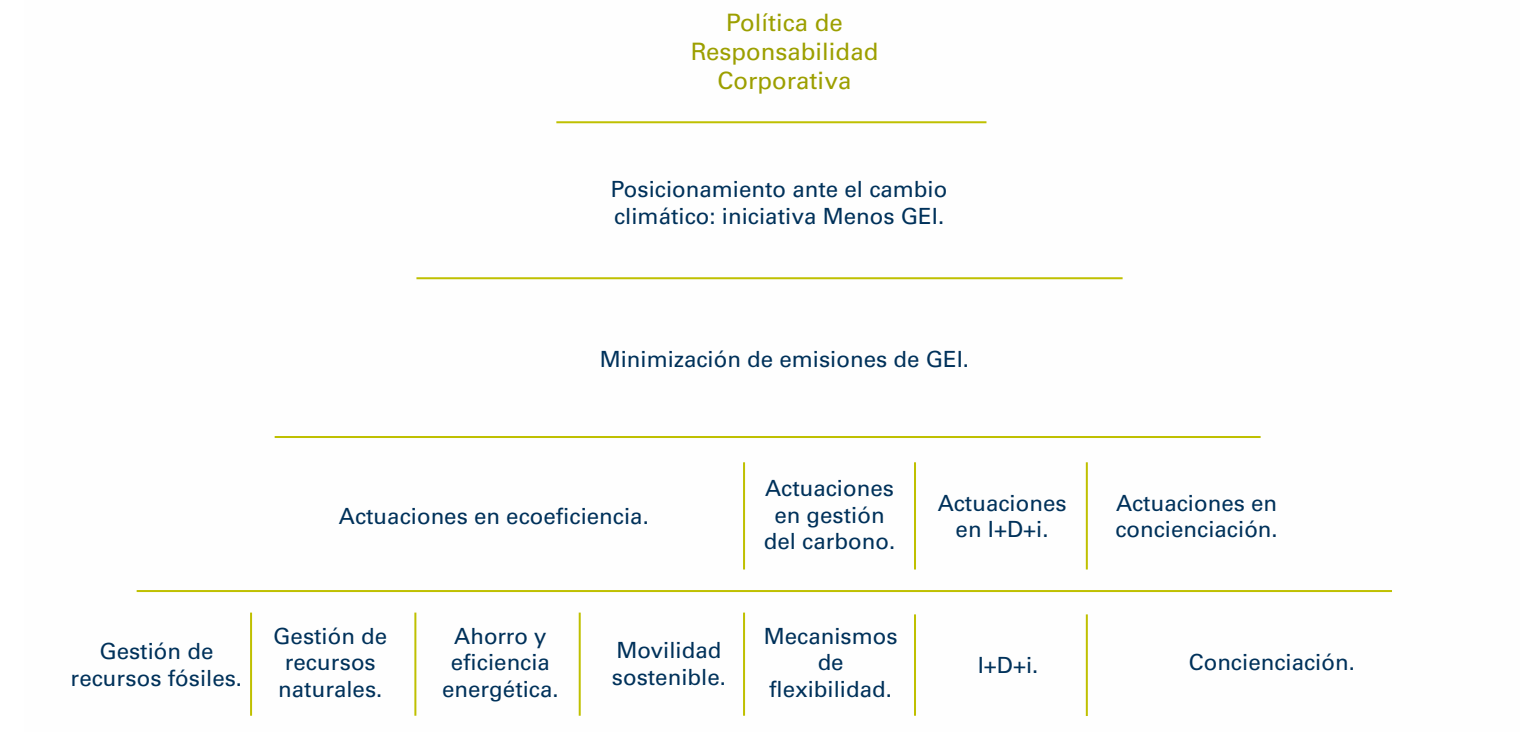 Política de
Responsabilidad
Corporativa
Posicionamiento ante el cambio
climático: iniciativa Menos GEI.
Minimización de emisiones de GEI.
Actuaciones en ecoeficiencia.
Actuaciones
en gestión
del carbono.
Actuaciones
en I+D+i.
Actuaciones en
concienciación.
Gestión de
recursos fósiles.
Gestión de
recursos
naturales.
Ahorro y
eficiencia
energética.
Movilidad
sostenible.
Mecanismos
de
flexibilidad.
I+D+i.
Concienciación.